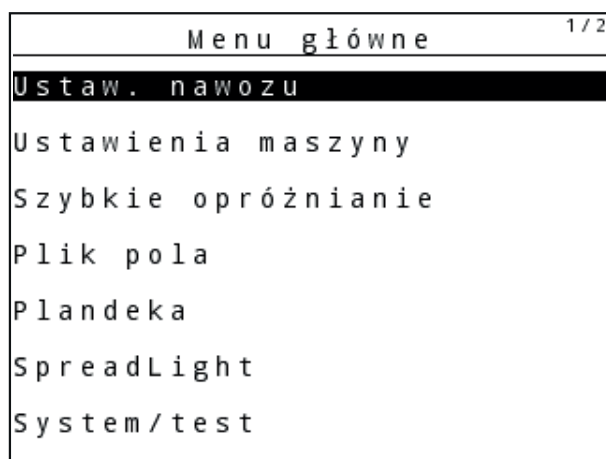 Menu główne 1/2
Ustaw. nawozu
Ustawienia maszyny
Szybkie opróżnianie
Plik pola
Plandeka
SpreadLight
System/test